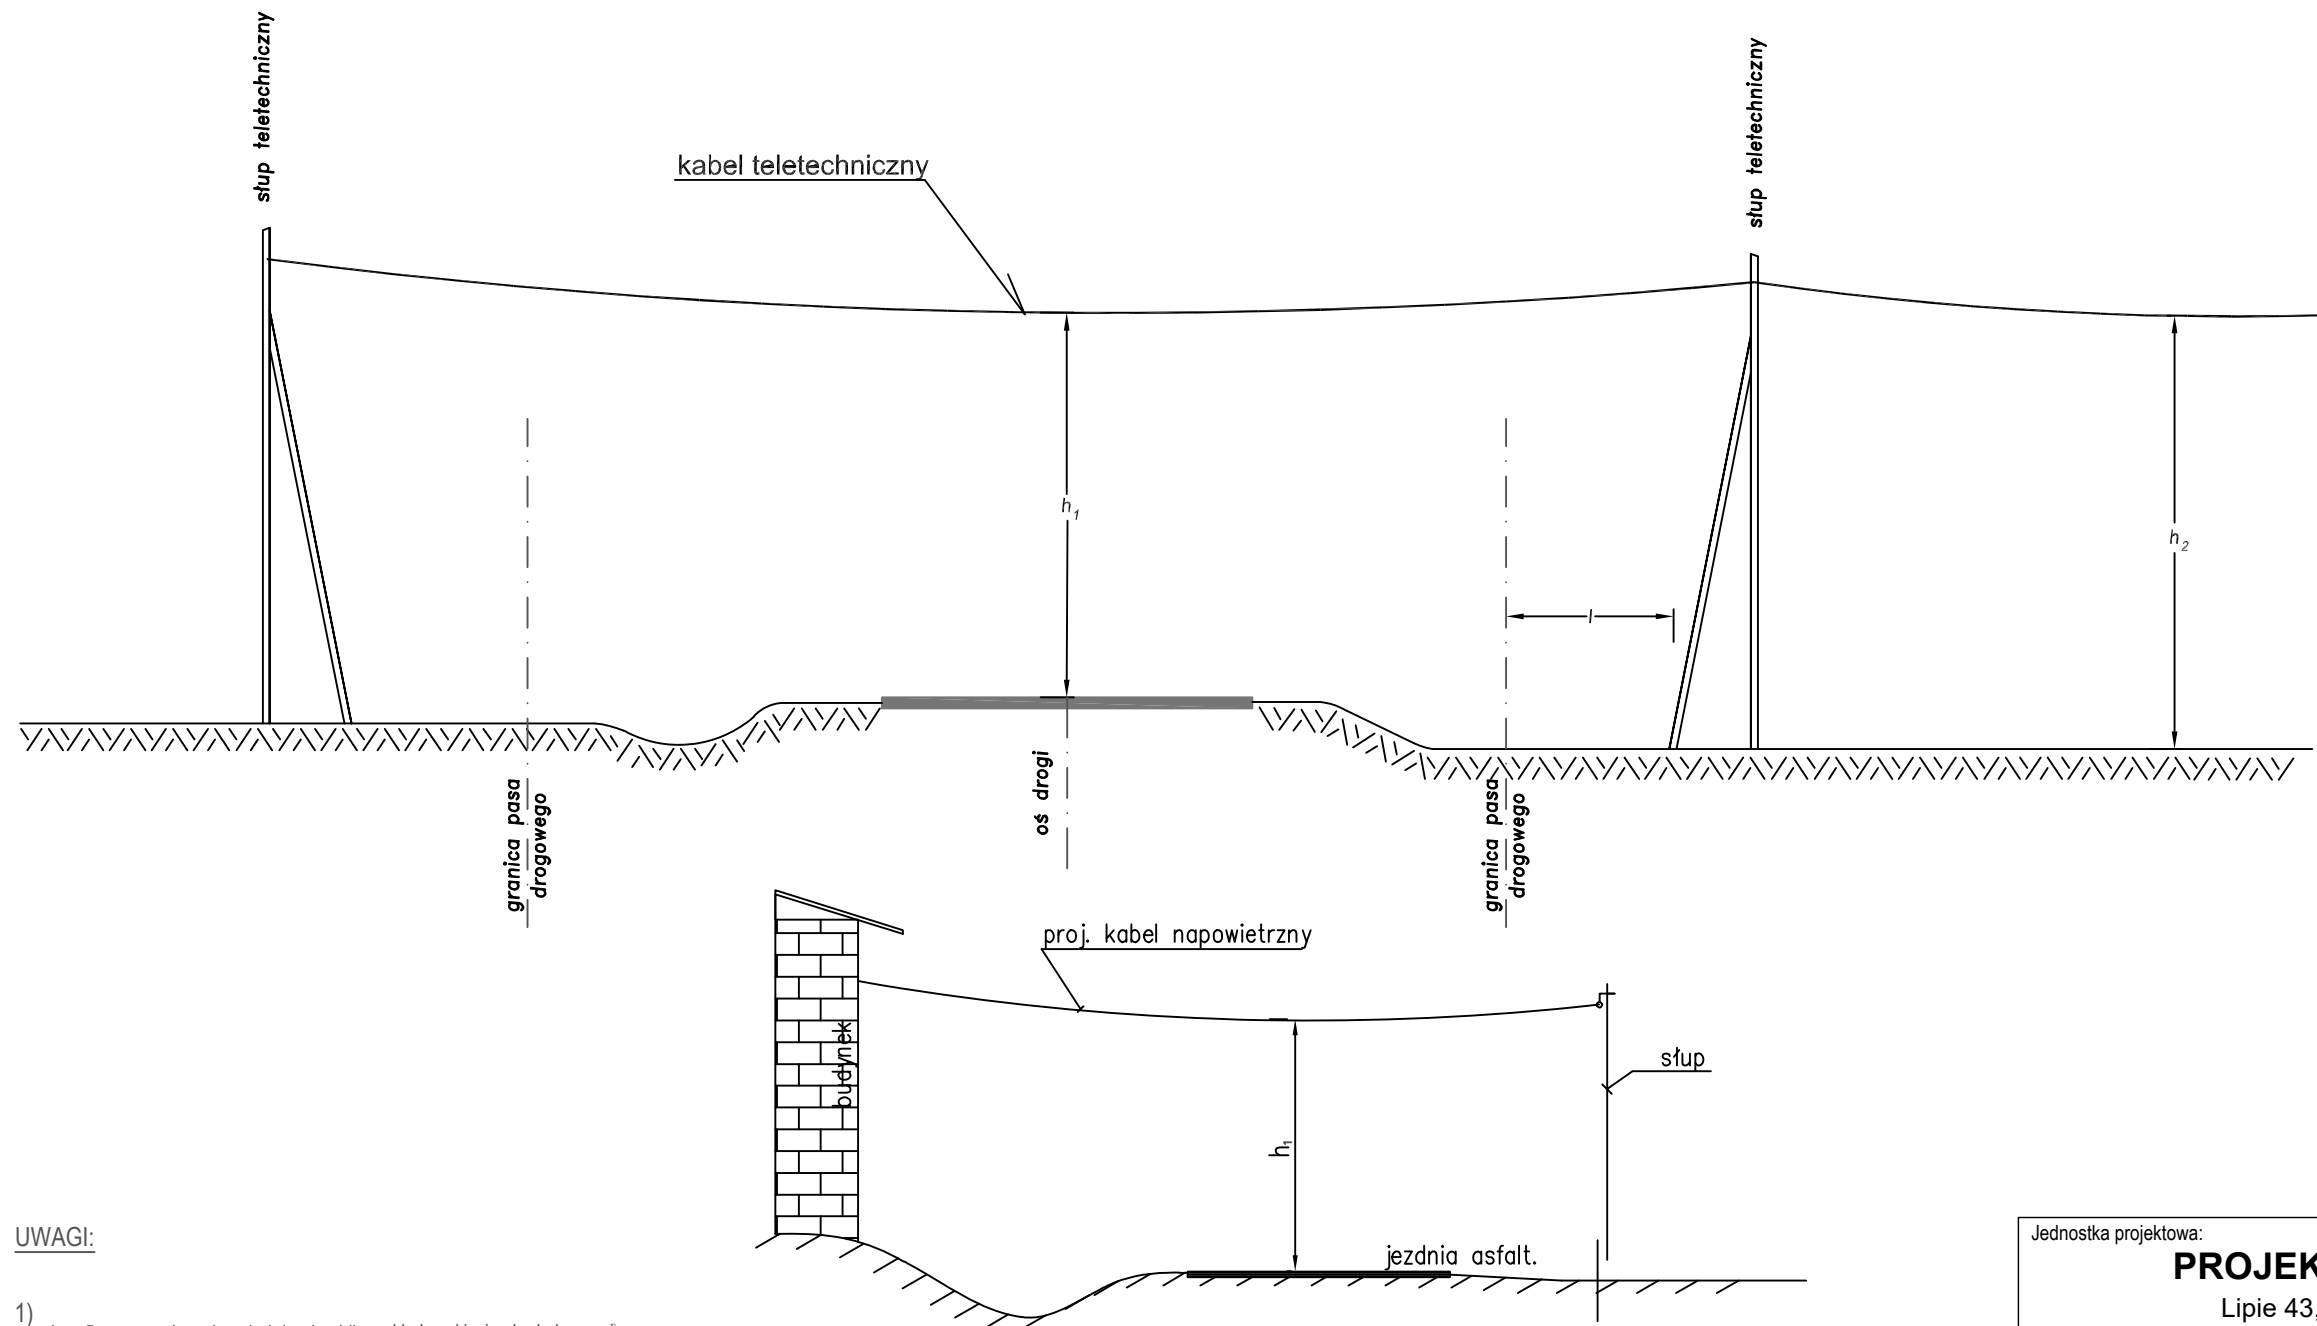 słup teletechniczny
słup teletechniczny
kabel teletechniczny
h1
h2
l
granica pasa
drogowego
oś drogi
granica pasa
drogowego
proj. kabel napowietrzny
budynek
słup
h1
jezdnia asfalt.
UWAGI:
1)
Jednostka projektowa:
PROJEK
Lipie 43,